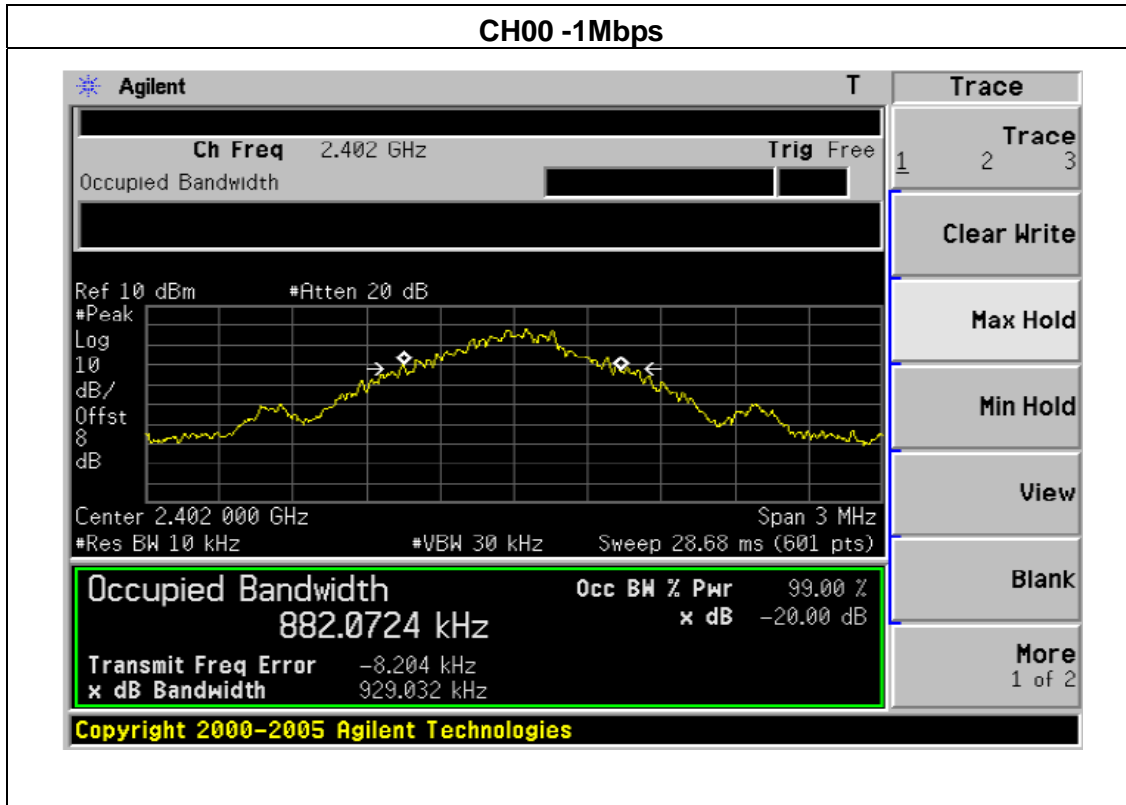 CH00 -1Mbps
Agilent T Trace
Ch Freq 2.402 GHz Trig Free
Occupied Bandwidth
Trace
1 2 3
Clear Write
Max Hold
Min Hold
View
Blank
More
1 of 2
Ref 10 dBm #Atten 20 dB
#Peak
Log
10
dB/
Offst
8
dB
Center 2.402 000 GHz Span 3 MHz
#Res BW 10 kHz #VBW 30 kHz Sweep 28.68 ms (601 pts)
Occupied Bandwidth Occ BW % Pwr 99.00 %
882.0724 kHz x dB -20.00 dB
Transmit Freq Error -8.204 kHz
x dB Bandwidth 929.032 kHz
Copyright 2000-2005 Agilent Technologies